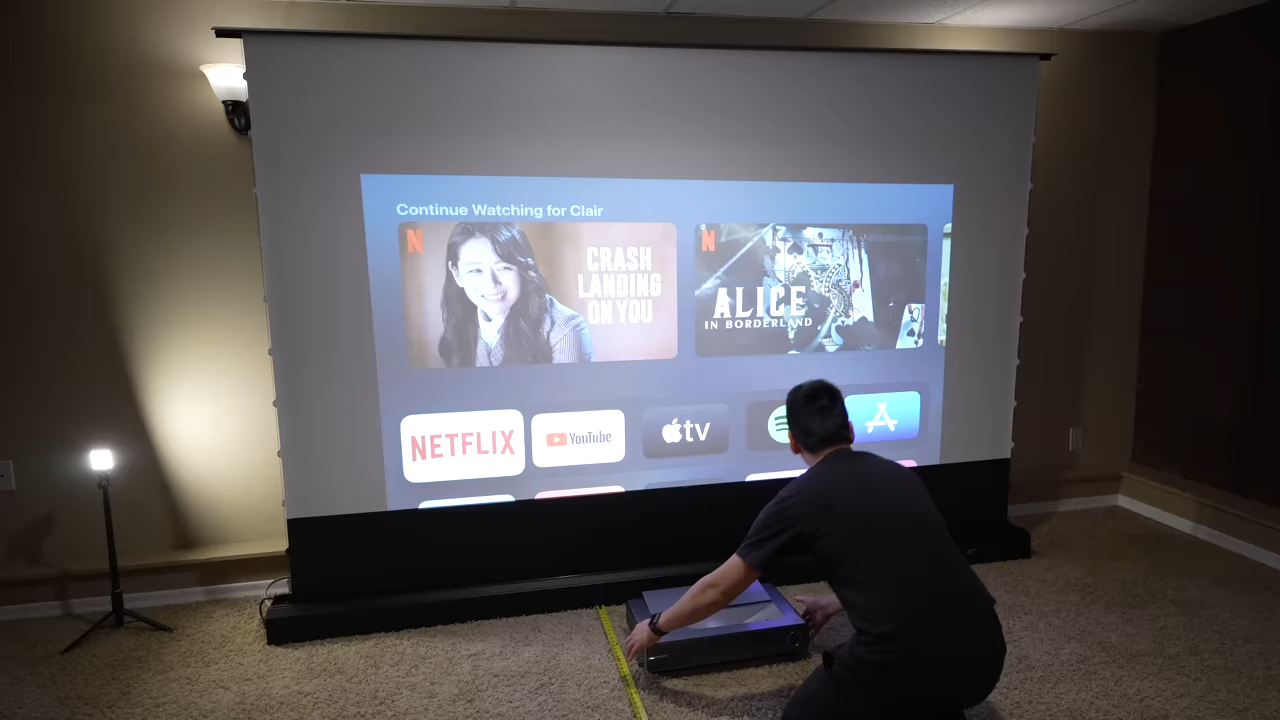 Continue Watching for Clair
N
CRASH
LANDING
ON YOU
N
ALICE
IN BORDERLAND
NETFLIX
YouTube
tv